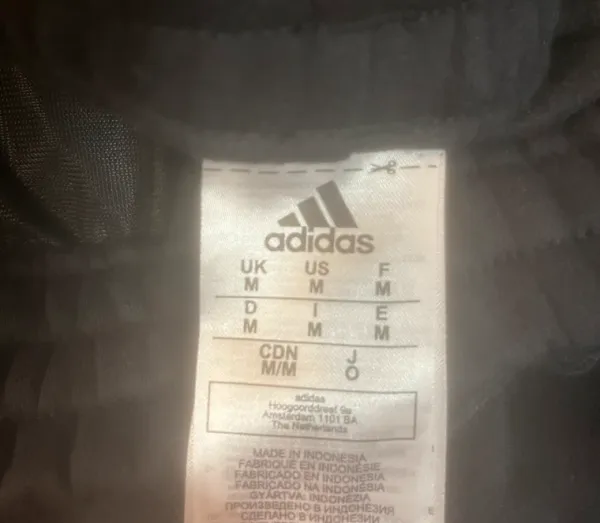 adidas
UK US F
M M M
D I E
M M M
CDN J
M/M O
adidas
Hoogoorddreef 9a
Amsterdam 1101 BA
The Netherlands
MADE IN INDONESIA
FABRIQUÉ EN INDONÉSIE
FABRICADO EN INDONESIA
FABRICADO NA INDONÉSIA
GYÁRTVA: INDONÉZIA
ПРОИЗВЕДЕНО В ИНДОНЕЗИЯ
СДЕЛАНО В ИНДОНЕЗИИ